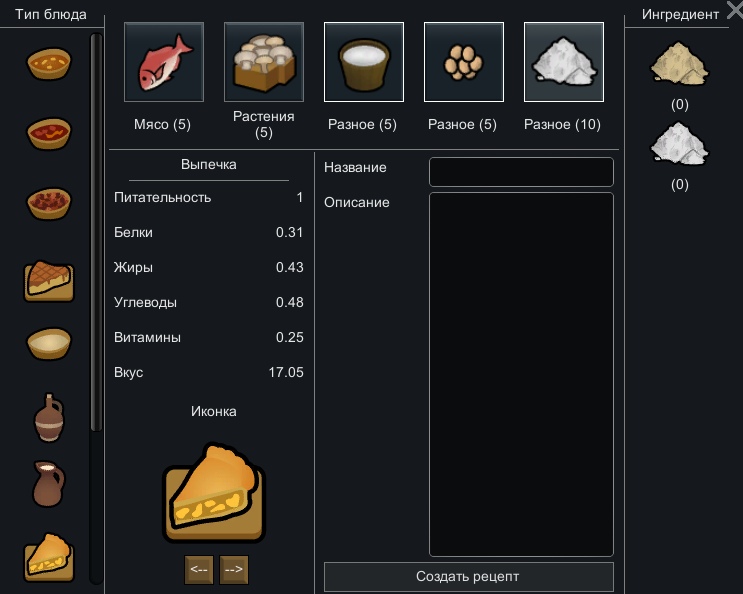 Тип блюда
Ингредиент
Мясо (5)
Растения
(5)
Разное (5)
Разное (5)
Разное (10)
(0)
(0)
Выпечка
Питательность 1
Белки 0.31
Жиры 0.43
Углеводы 0.48
Витамины 0.25
Вкус 17.05
Иконка
<-- -->
Название
Описание
Создать рецепт